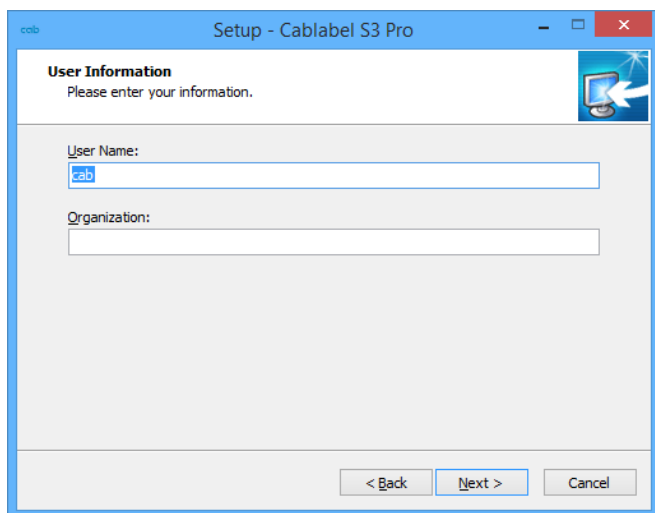 cab
Setup - Cablabel S3 Pro
User Information
Please enter your information.
User Name:
cab
Organization:
< Back Next > Cancel